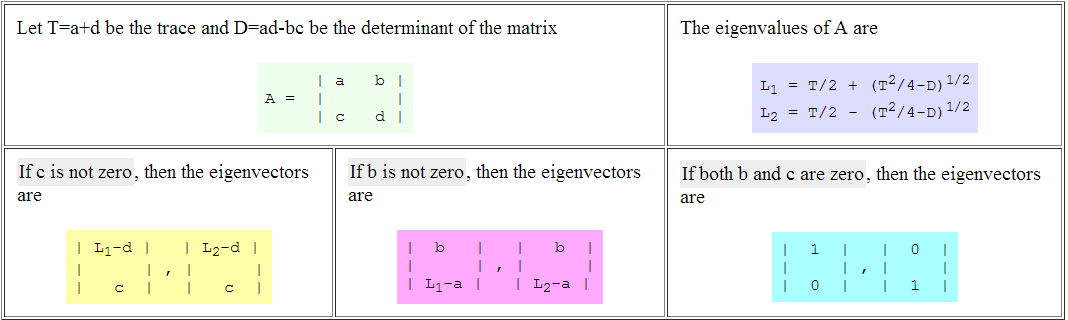 Let T=a+d be the trace and D=ad-bc be the determinant of the matrix
| a b |
A = | |
| c d |
The eigenvalues of A are
L₁ = T/2 + (T²/4-D)^1/2
L₂ = T/2 - (T²/4-D)^1/2
If c is not zero, then the eigenvectors
are
| L₁-d | | L₂-d |
| | , | |
| c | | c |
If b is not zero, then the eigenvectors
are
| b | | b |
| | , | |
| L₁-a | | L₂-a |
If both b and c are zero, then the eigenvectors
are
| 1 | | 0 |
| | , | |
| 0 | | 1 |